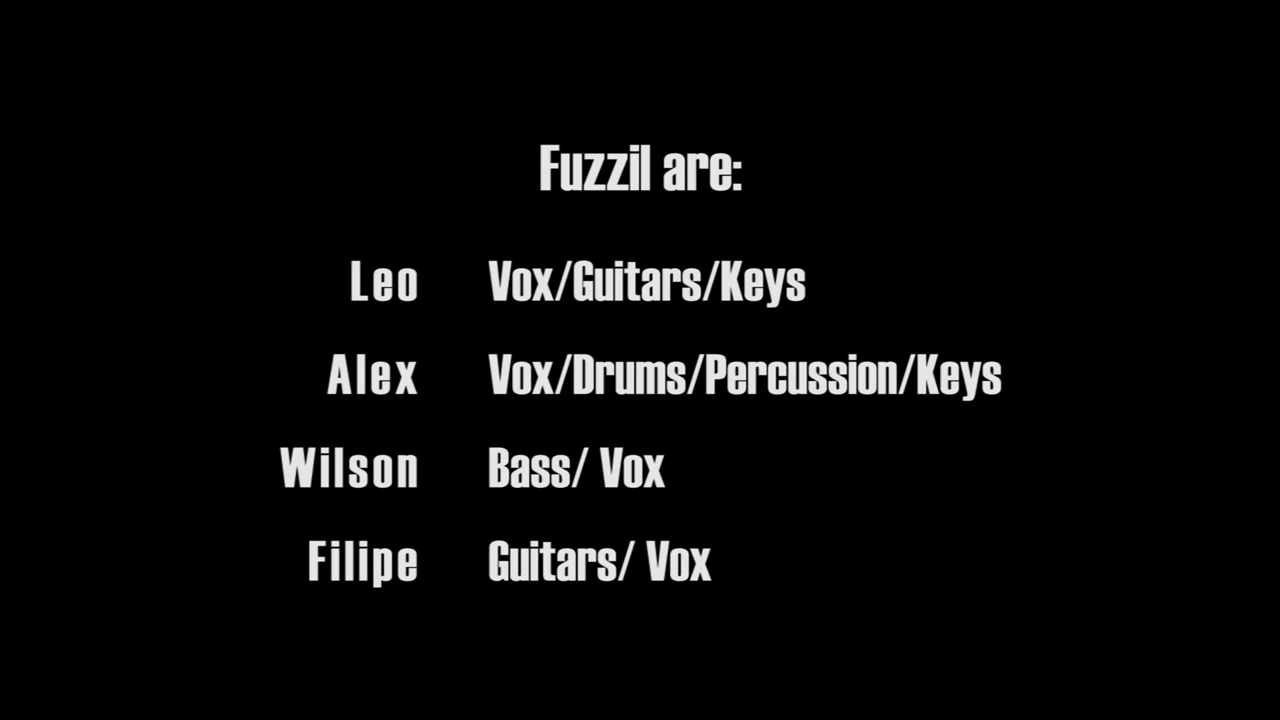 Fuzzil are:
Leo Vox/Guitars/Keys
Alex Vox/Drums/Percussion/Keys
Wilson Bass/ Vox
Filipe Guitars/ Vox